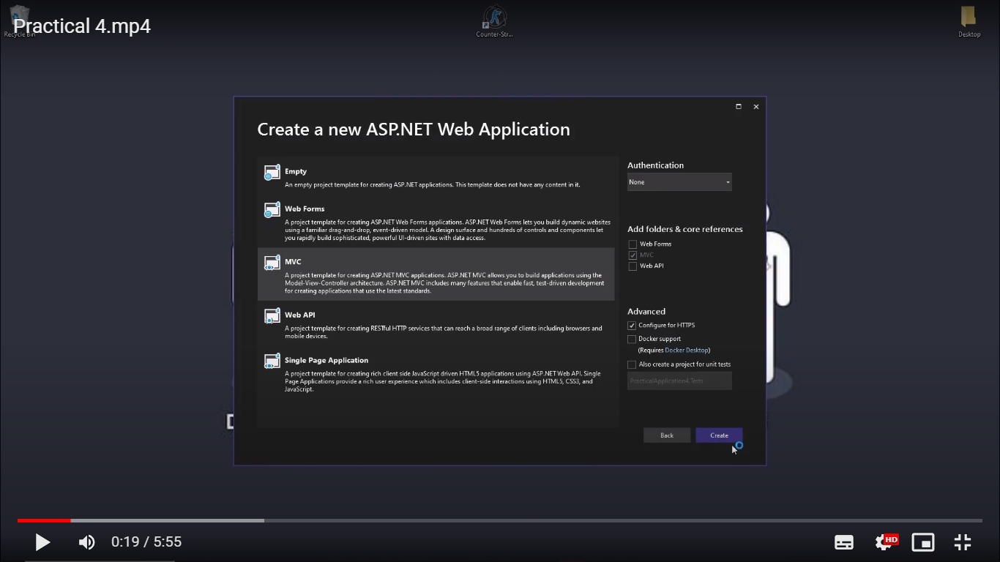 Practical 4.mp4
Recycle Bin
Counter-Str...
Desktop
Create a new ASP.NET Web Application
Empty
An empty project template for creating ASP.NET applications. This template does not have any content in it.
Web Forms
A project template for creating ASP.NET Web Forms applications. ASP.NET Web Forms lets you build dynamic websites
using a familiar drag-and-drop, event-driven model. A design surface and hundreds of controls and components let
you rapidly build sophisticated, powerful UI-driven sites with data access.
MVC
A project template for creating ASP.NET MVC applications. ASP.NET MVC allows you to build applications using the
Model-View-Controller architecture. ASP.NET MVC includes many features that enable fast, test-driven development
for creating applications that use the latest standards.
Web API
A project template for creating RESTful HTTP services that can reach a broad range of clients including browsers and
mobile devices.
Single Page Application
A project template for creating rich client side JavaScript driven HTML5 applications using ASP.NET Web API. Single
Page Applications provide a rich user experience which includes client-side interactions using HTML5, CSS3, and
JavaScript.
Authentication
None
Add folders & core references
Web Forms
MVC
Web API
Advanced
Configure for HTTPS
Docker support
(Requires Docker Desktop)
Also create a project for unit tests
PracticalApplication4.Tests
Back
Create
0:19 / 5:55
HD